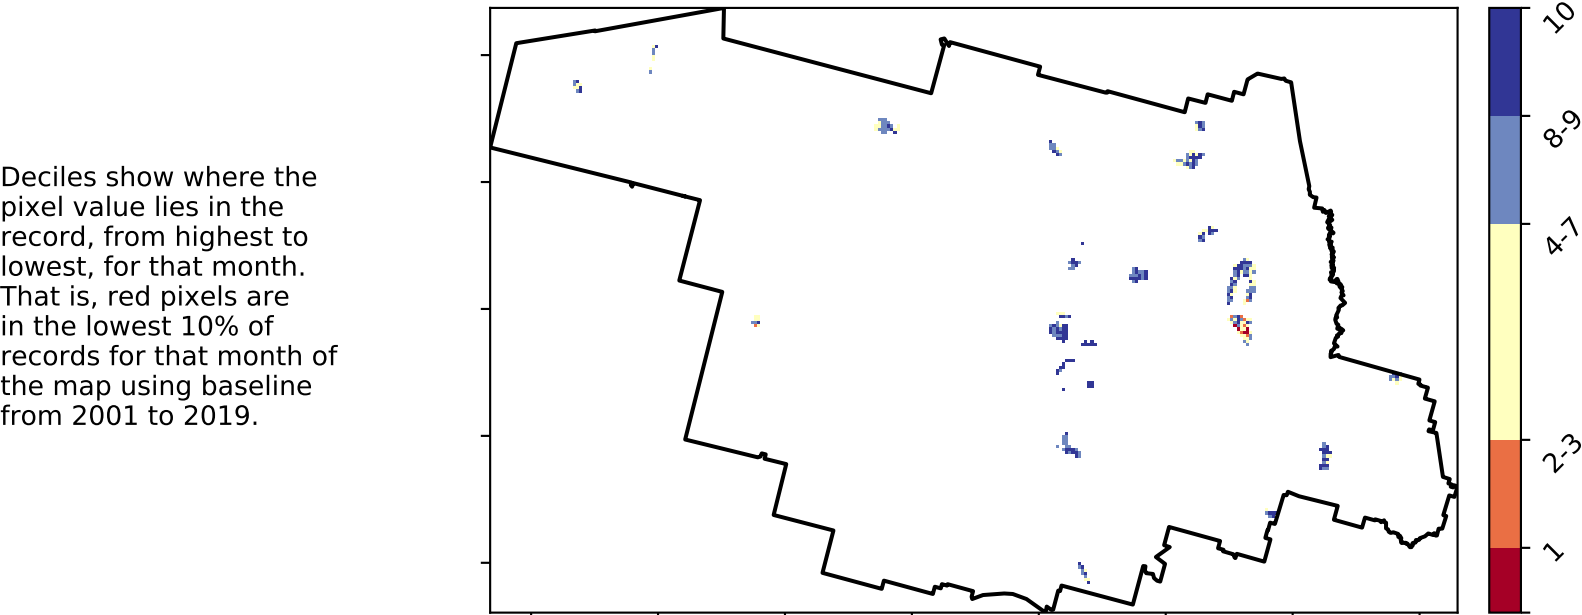 Deciles show where the
pixel value lies in the
record, from highest to
lowest, for that month.
That is, red pixels are
in the lowest 10% of
records for that month of
the map using baseline
from 2001 to 2019.
10
8-9
4-7
2-3
1